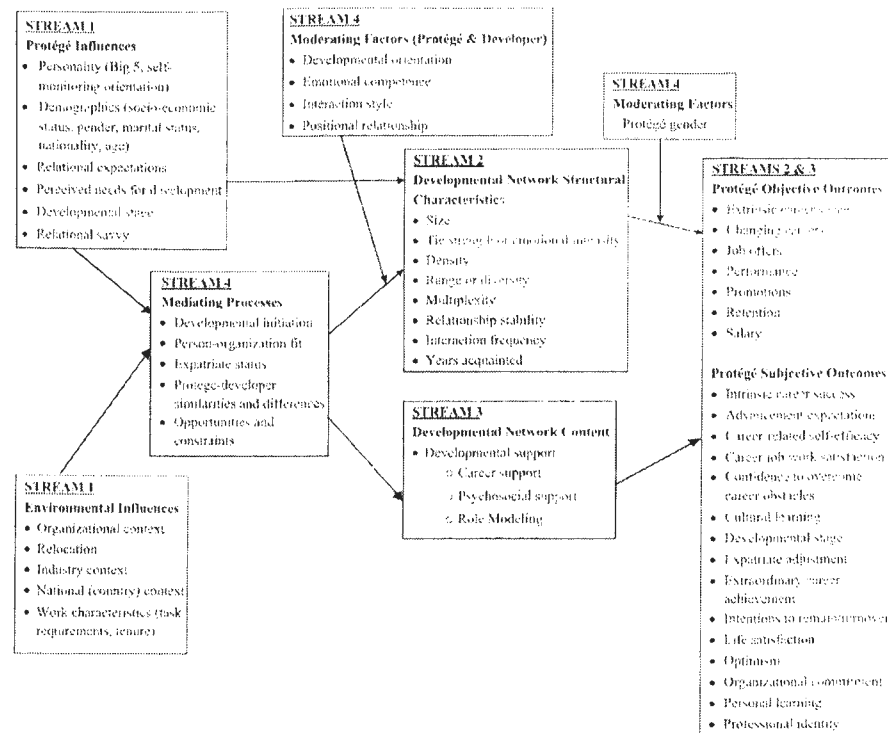 STREAM 1
Protégé Influences
• Personality (Big 5, self-
monitoring orientation)
• Demographics (socio-economic
status, gender, marital status,
nationality, age)
• Relational expectations
• Perceived needs for development
• Developmental stage
• Relational savvy
STREAM 4
Moderating Factors (Protégé & Developer)
• Developmental orientation
• Emotional competence
• Interaction style
• Positional relationship
STREAM 4
Moderating Factors
Protégé gender
STREAM 2
Developmental Network Structural
Characteristics
• Size
• Tie strength or emotional intensity
• Density
• Range or diversity
• Multiplexity
• Relationship stability
• Interaction frequency
• Years acquainted
STREAM 4
Mediating Processes
• Developmental initiation
• Person-organization fit
• Expatriate status
• Protégé-developer
similarities and differences
• Opportunities and
constraints
STREAM 3
Developmental Network Content
• Developmental support
○ Career support
○ Psychosocial support
○ Role Modeling
STREAM 1
Environmental Influences
• Organizational context
• Relocation
• Industry context
• National (country) context
• Work characteristics (task
requirements, tenure)
STREAMS 2 & 3
Protégé Objective Outcomes
• Extrinsic career
• Changing careers
• Job offers
• Performance
• Promotions
• Retention
• Salary
Protégé Subjective Outcomes
• Intrinsic career success
• Advancement expectations
• Career related self-efficacy
• Career job work satisfaction
• Confidence to overcome
career obstacles
• Cultural learning
• Developmental stage
• Expatriate adjustment
• Extraordinary career
achievement
• Intentions to remain/turnover
• Life satisfaction
• Optimism
• Organizational commitment
• Personal learning
• Professional identity